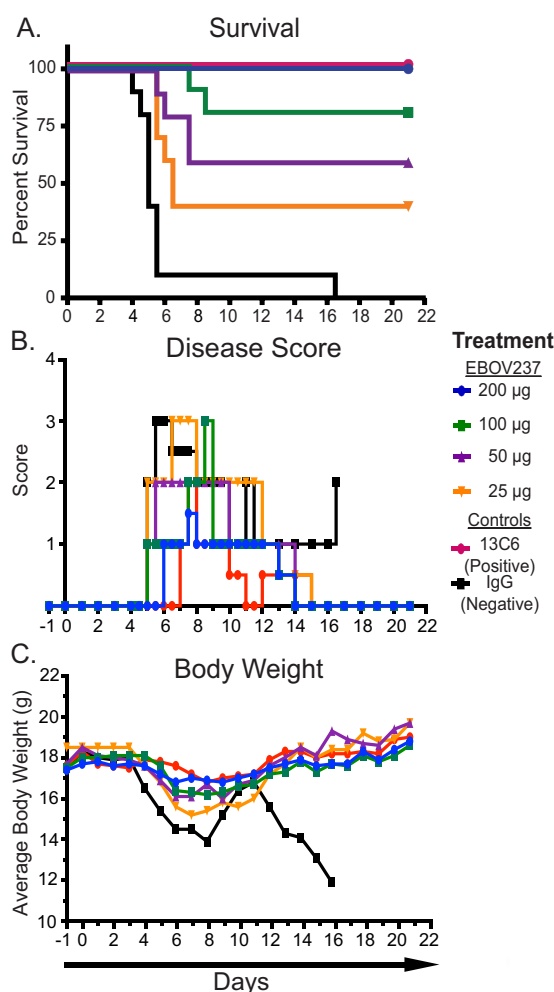 A. Survival
Percent Survival
100
75
50
25
0
0 2 4 6 8 10 12 14 16 18 20 22
B. Disease Score
Score
4
3
2
1
0
-1 0 2 4 6 8 10 12 14 16 18 20 22
Treatment
EBOV237
200 µg
100 µg
50 µg
25 µg
Controls
13C6
(Positive)
IgG
(Negative)
C. Body Weight
Average Body Weight (g)
22
20
18
16
14
12
10
-1 0 2 4 6 8 10 12 14 16 18 20 22
Days